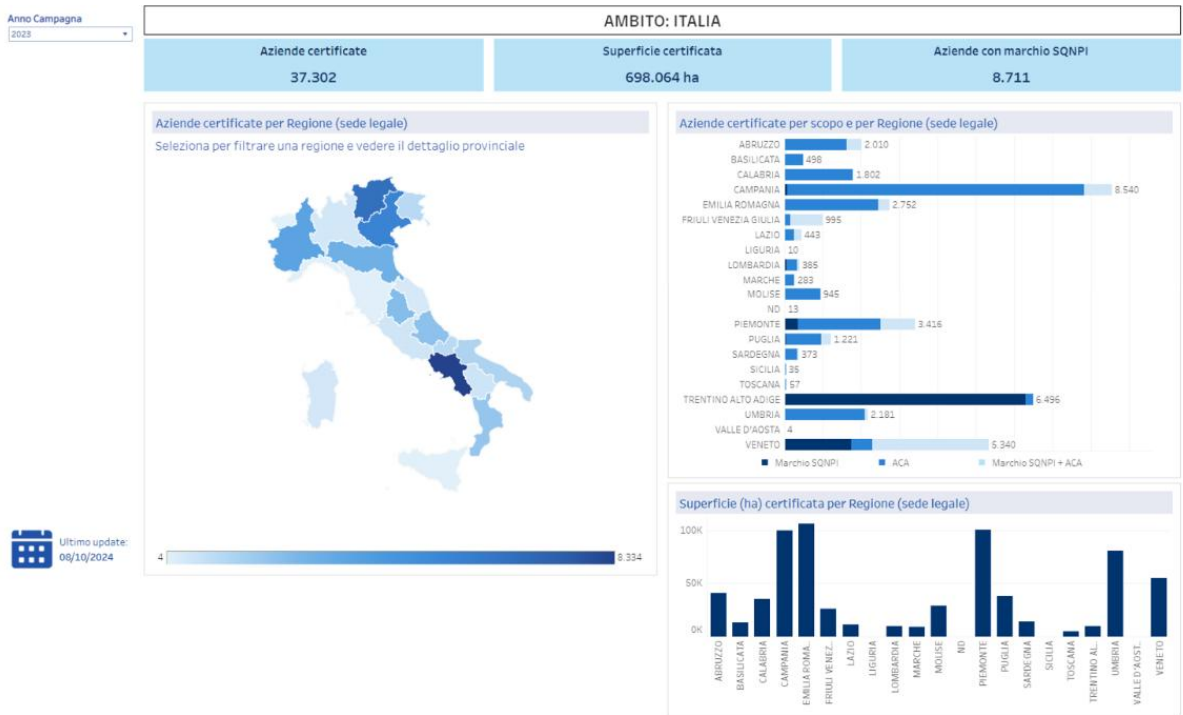 Anno Campagna
2023
AMBITO: ITALIA
Aziende certificate
37.302
Superficie certificata
698.064 ha
Aziende con marchio SQNPI
8.711
Aziende certificate per Regione (sede legale)
Seleziona per filtrare una regione e vedere il dettaglio provinciale
4
8.334
Ultimo update:
08/10/2024
Aziende certificate per scopo e per Regione (sede legale)
ABRUZZO 2.010
BASILICATA 498
CALABRIA 1.802
CAMPANIA 8.540
EMILIA ROMAGNA 2.752
FRIULI VENEZIA GIULIA 995
LAZIO 443
LIGURIA 10
LOMBARDIA 385
MARCHE 283
MOLISE 945
ND 13
PIEMONTE 3.416
PUGLIA 1.221
SARDEGNA 373
SICILIA 35
TOSCANA 57
TRENTINO ALTO ADIGE 6.496
UMBRIA 2.181
VALLE D'AOSTA 4
VENETO 5.340
Marchio SQNPI ACA Marchio SQNPI + ACA
Superficie (ha) certificata per Regione (sede legale)
100K
50K
0K
ABRUZZO
BASILICATA
CALABRIA
CAMPANIA
EMILIA ROMA..
FRIULI VENEZ..
LAZIO
LIGURIA
LOMBARDIA
MARCHE
MOLISE
ND
PIEMONTE
PUGLIA
SARDEGNA
SICILIA
TOSCANA
TRENTINO AL..
UMBRIA
VALLE D'AOST..
VENETO